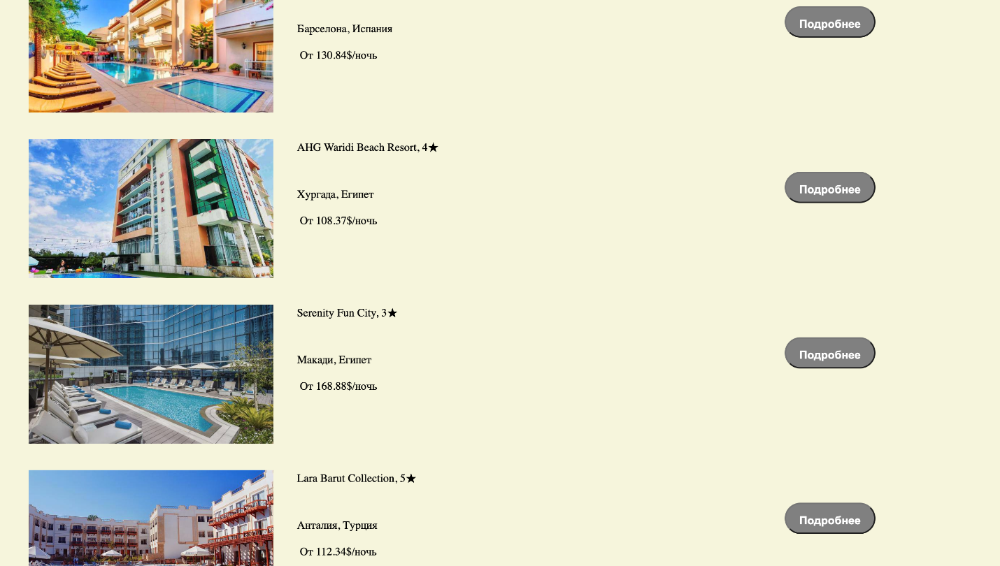 Барселона, Испания
Подробнее
От 130.84$/ночь
AHG Waridi Beach Resort, 4★
Хургада, Египет
Подробнее
От 108.37$/ночь
HOTEL
Serenity Fun City, 3★
Макади, Египет
Подробнее
От 168.88$/ночь
Lara Barut Collection, 5★
Анталия, Турция
Подробнее
От 112.34$/ночь